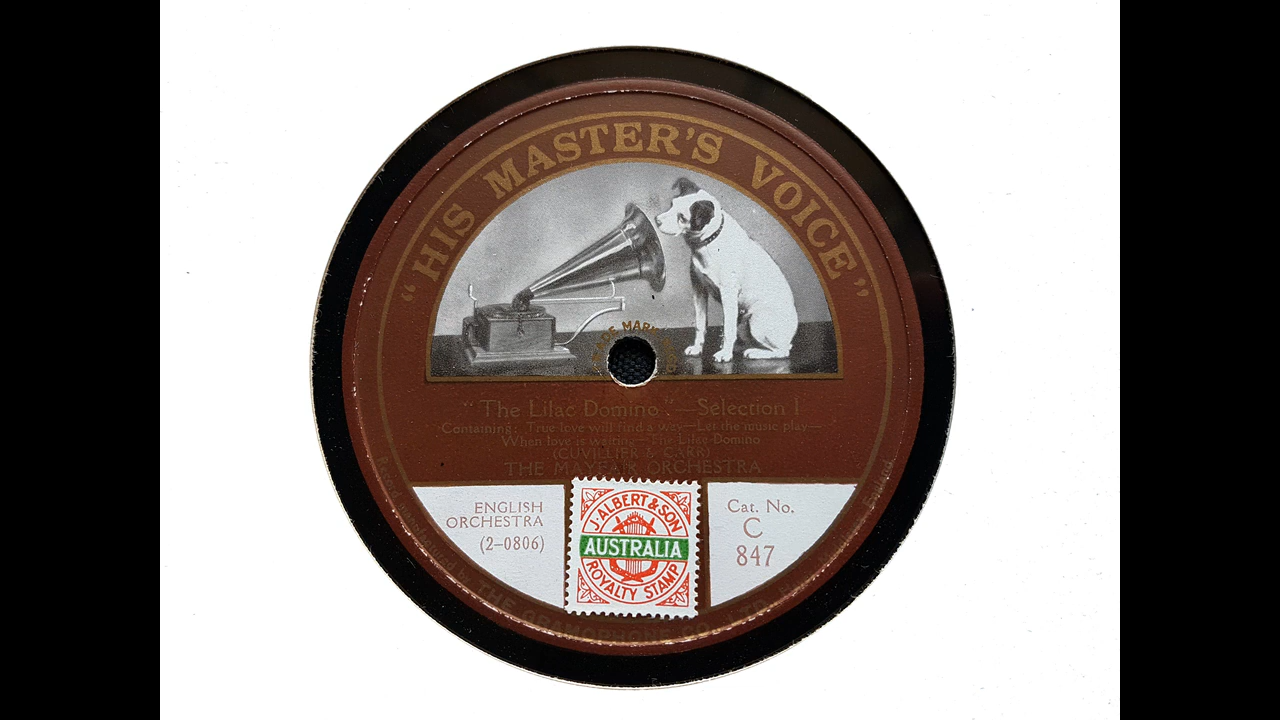 "HIS MASTER'S VOICE"
"The Lilac Domino."—Selection 1
Containing: True love will find a way—Let the music play—
When love is waiting—The Lilac Domino
(CUVILLIER & CARR)
THE MAYFAIR ORCHESTRA
ENGLISH
ORCHESTRA
(2–0806)
J. ALBERT & SON
AUSTRALIA
ROYALTY STAMP
Cat. No.
C
847
THE GRAMOPHONE CO.